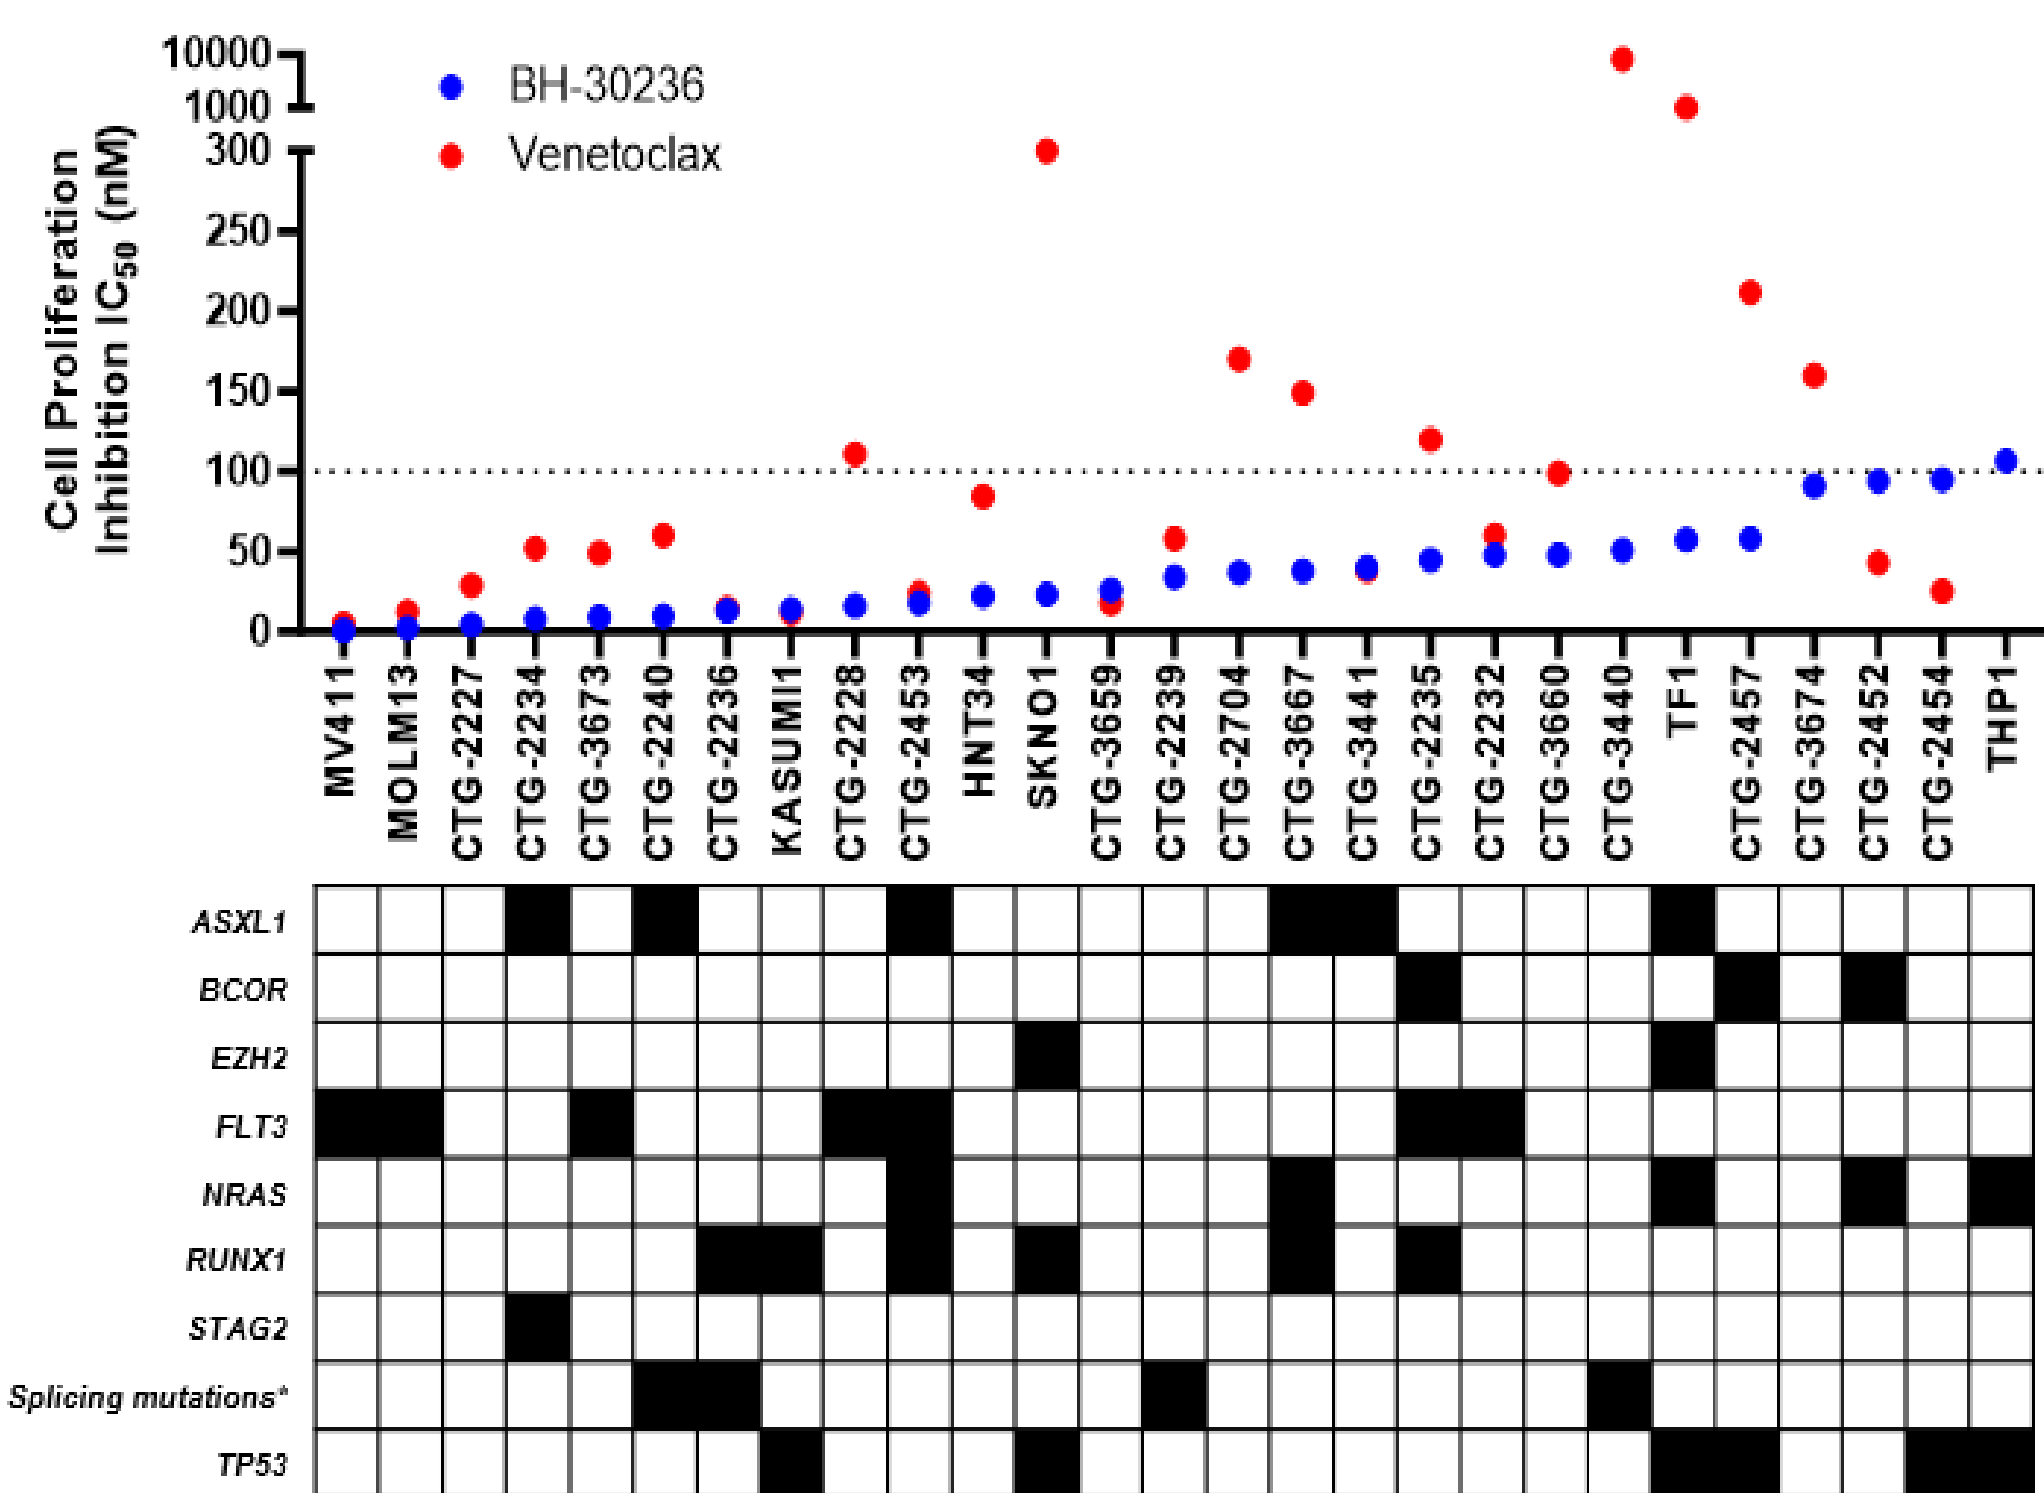 10000
1000
300
250
200
150
100
50
0
Cell Proliferation
Inhibition IC50 (nM)
BH-30236
Venetoclax
MV411
MOLM13
CTG-2227
CTG-2234
CTG-3673
CTG-2240
CTG-2236
KASUMI1
CTG-2228
CTG-2453
HNT34
SKNO1
CTG-3659
CTG-2239
CTG-2704
CTG-3667
CTG-3441
CTG-2235
CTG-2232
CTG-3660
CTG-3440
TF1
CTG-2457
CTG-3674
CTG-2452
CTG-2454
THP1
ASXL1
BCOR
EZH2
FLT3
NRAS
RUNX1
STAG2
Splicing mutations*
TP53